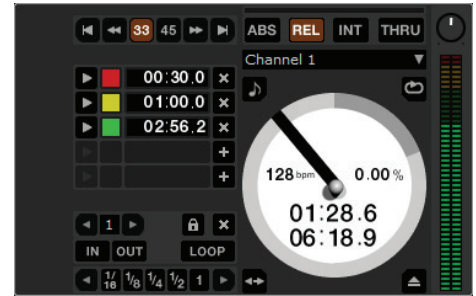 33 45 ABS REL INT THRU
Channel 1
00:30.0
01:00.0
02:56.2
128 bpm 0.00 %
01:28.6
06:18.9
1
IN OUT LOOP
1/16 1/8 1/4 1/2 1